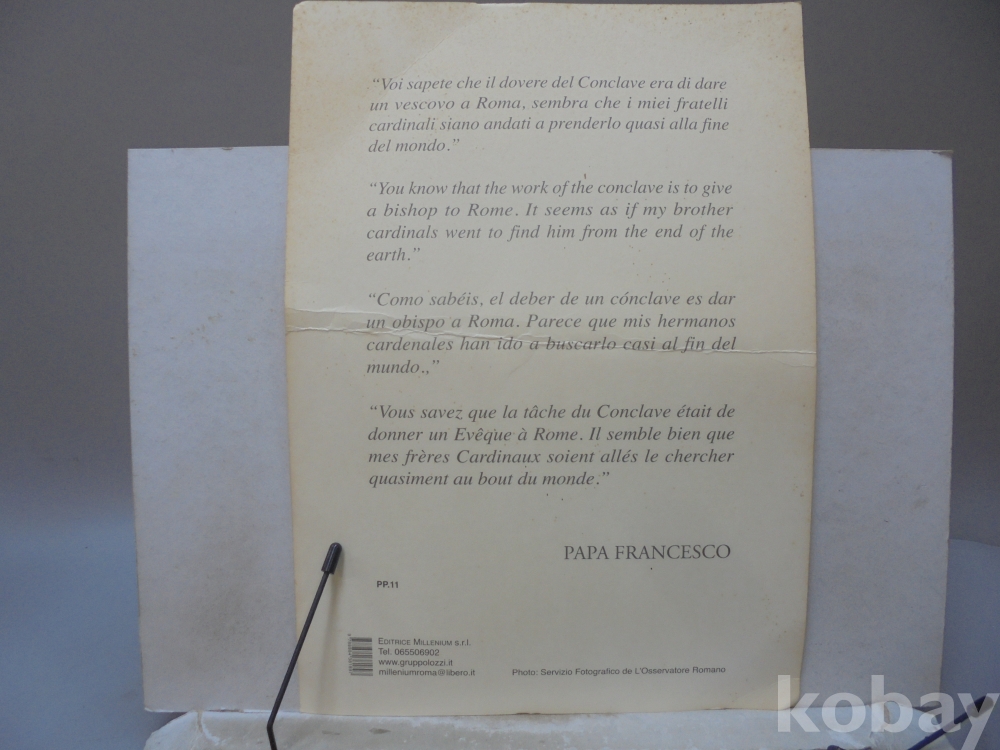 “Voi sapete che il dovere del Conclave era di dare
un vescovo a Roma, sembra che i miei fratelli
cardinali siano andati a prenderlo quasi alla fine
del mondo.”
“You know that the work of the conclave is to give
a bishop to Rome. It seems as if my brother
cardinals went to find him from the end of the
earth.”
“Como sabéis, el deber de un cónclave es dar
un obispo a Roma. Parece que mis hermanos
cardenales han ido a buscarlo casi al fin del
mundo.,”
“Vous savez que la tâche du Conclave était de
donner un Evêque à Rome. Il semble bien que
mes frères Cardinaux soient allés le chercher
quasiment au bout du monde.”
PAPA FRANCESCO
PP.11
EDITRICE MILLENIUM s.r.l.
Tel. 065506902
www.gruppolozzi.it
milleniumroma@libero.it
Photo: Servizio Fotografico de L'Osservatore Romano
kobay